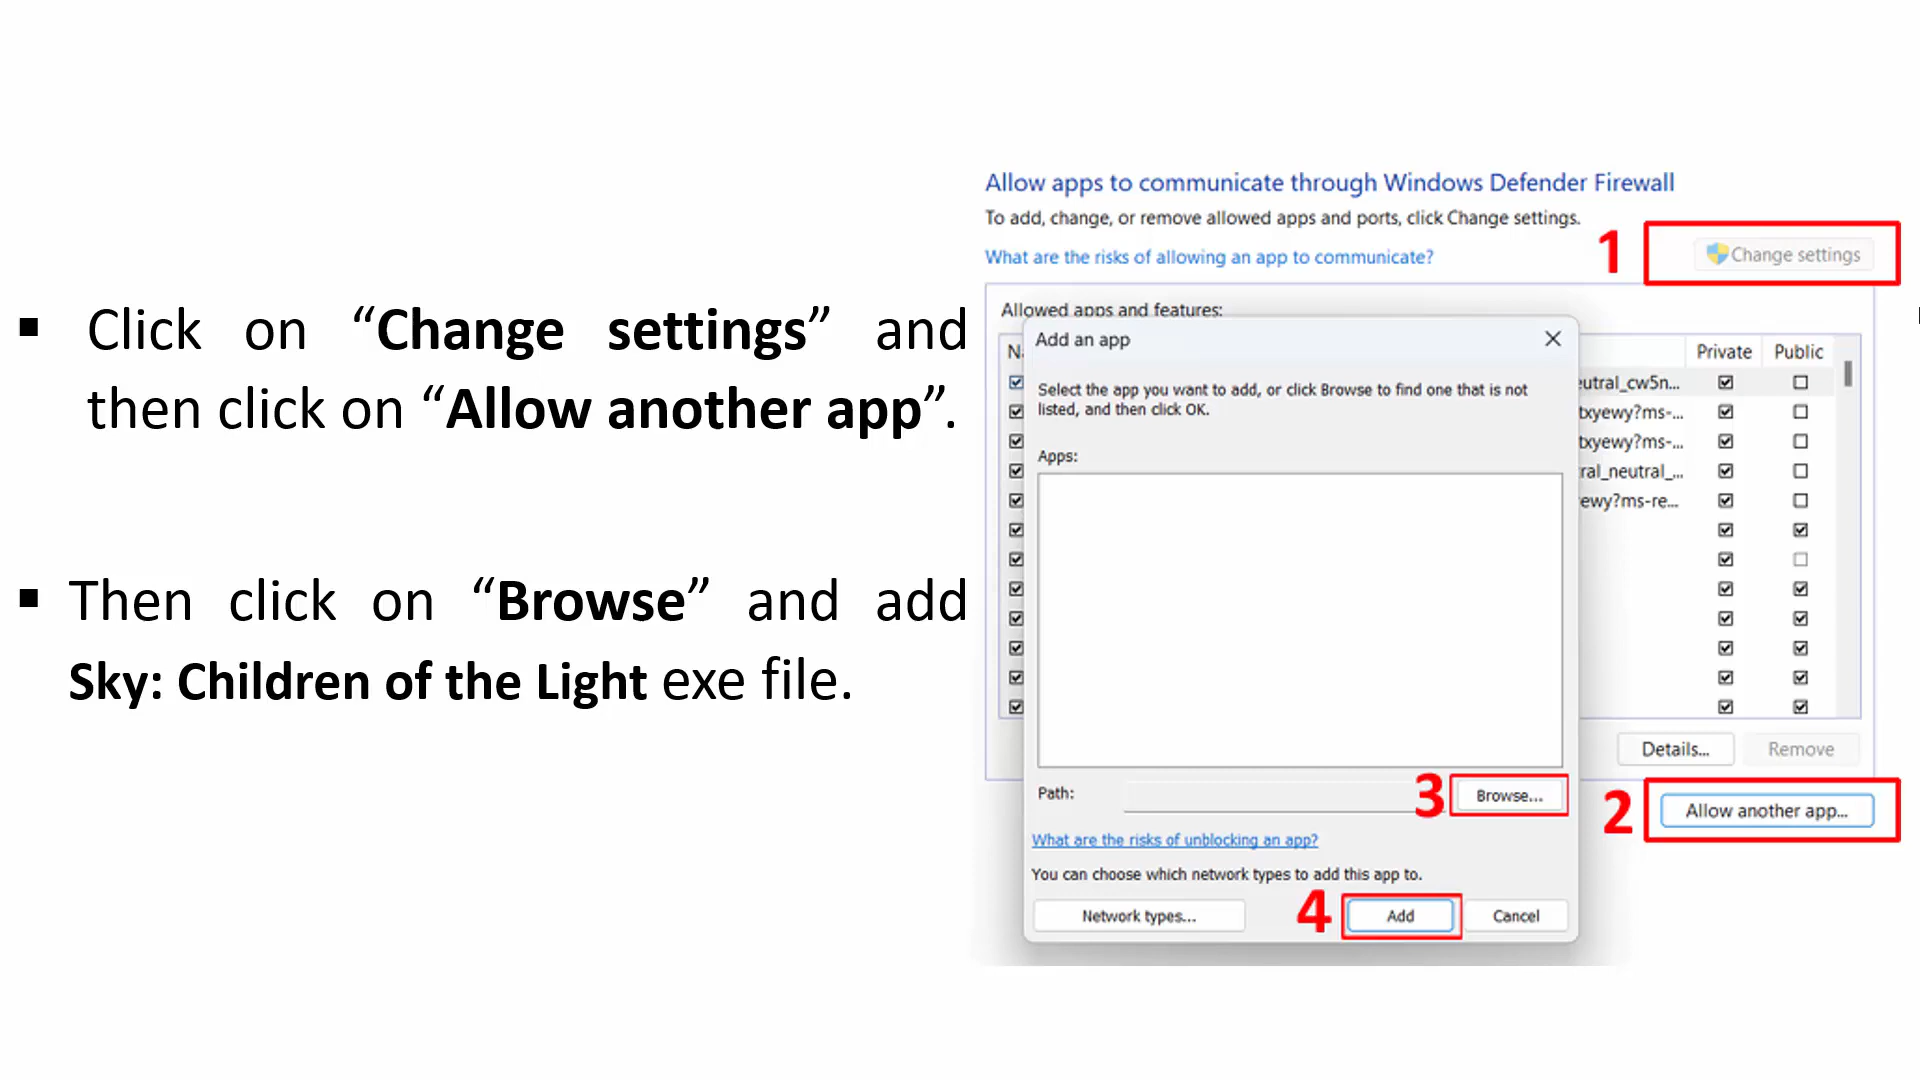 ▪ Click on “Change settings” and
then click on “Allow another app”.
▪ Then click on “Browse” and add
Sky: Children of the Light exe file.
Allow apps to communicate through Windows Defender Firewall
To add, change, or remove allowed apps and ports, click Change settings.
What are the risks of allowing an app to communicate?
1
Change settings
Allowed apps and features:
Add an app
Private Public
Select the app you want to add, or click Browse to find one that is not
listed, and then click OK.
eutral_cw5n...
txyewy?ms-...
txyewy?ms-...
ral_neutral_...
ewy?ms-re...
Apps:
Details...
Remove
Path:
3
Browse...
2
Allow another app...
What are the risks of unblocking an app?
You can choose which network types to add this app to.
Network types...
4
Add
Cancel